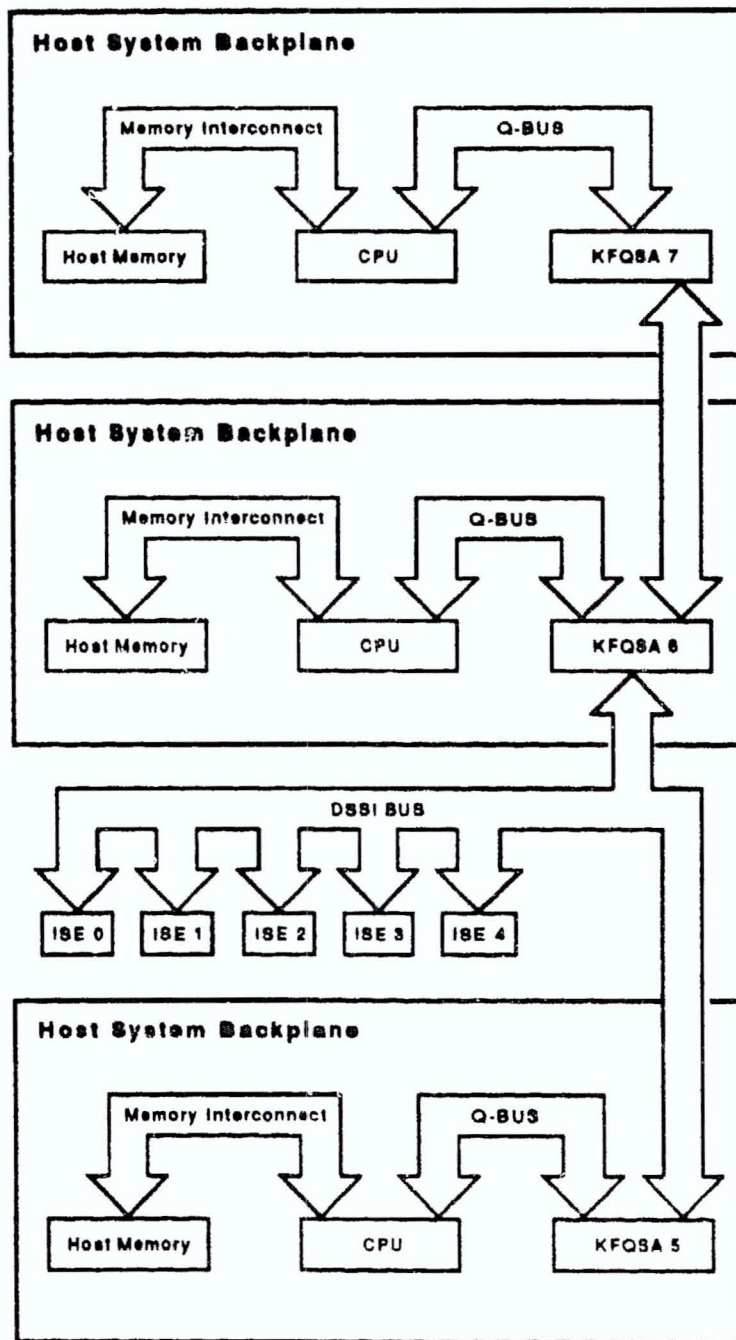 Host System Backplane
Memory Interconnect
Q-BUS
Host Memory
CPU
KFQSA 7
Host System Backplane
Memory Interconnect
Q-BUS
Host Memory
CPU
KFQSA 6
DSSI BUS
ISE 0
ISE 1
ISE 2
ISE 3
ISE 4
Host System Backplane
Memory Interconnect
Q-BUS
Host Memory
CPU
KFQSA 5